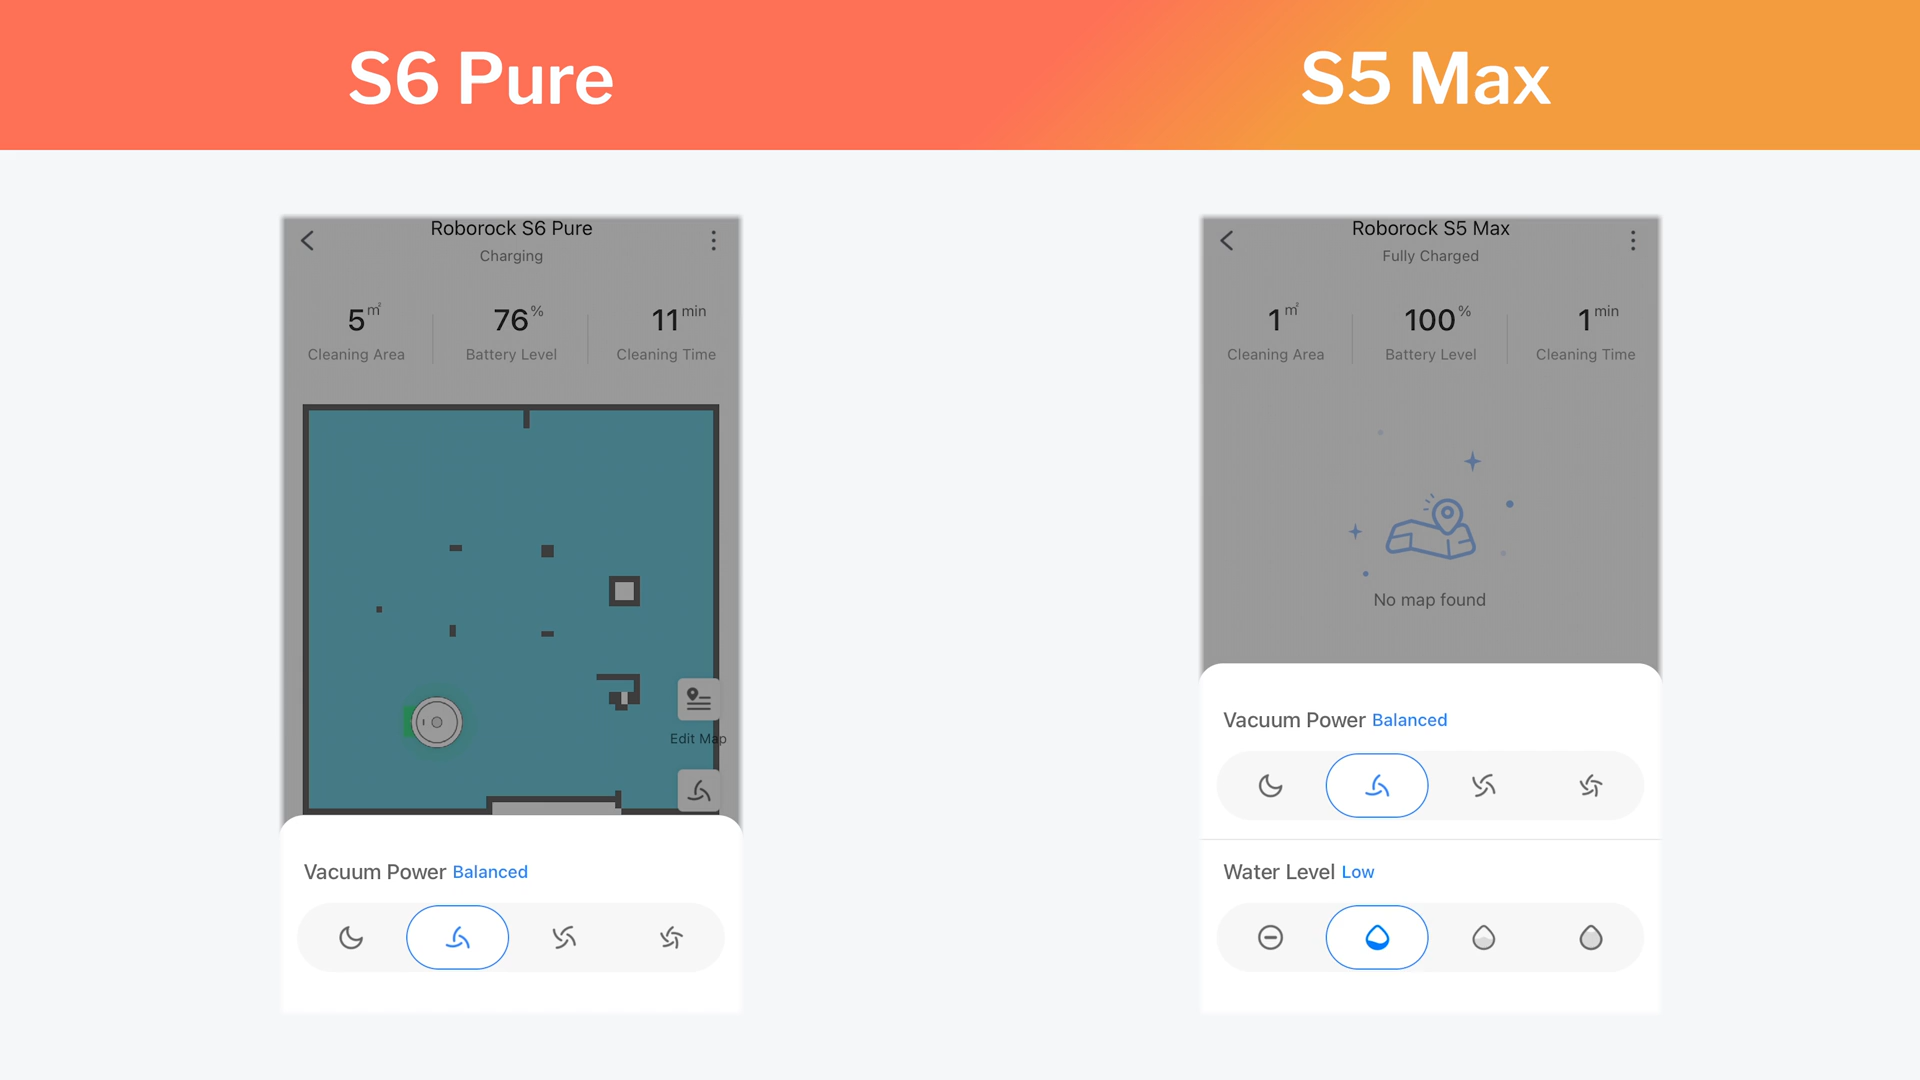 S6 Pure
S5 Max
Roborock S6 Pure
Charging
5 m²
76 %
11 min
Cleaning Area
Battery Level
Cleaning Time
Edit Map
Vacuum Power Balanced
Roborock S5 Max
Fully Charged
1 m²
100 %
1 min
Cleaning Area
Battery Level
Cleaning Time
No map found
Vacuum Power Balanced
Water Level Low